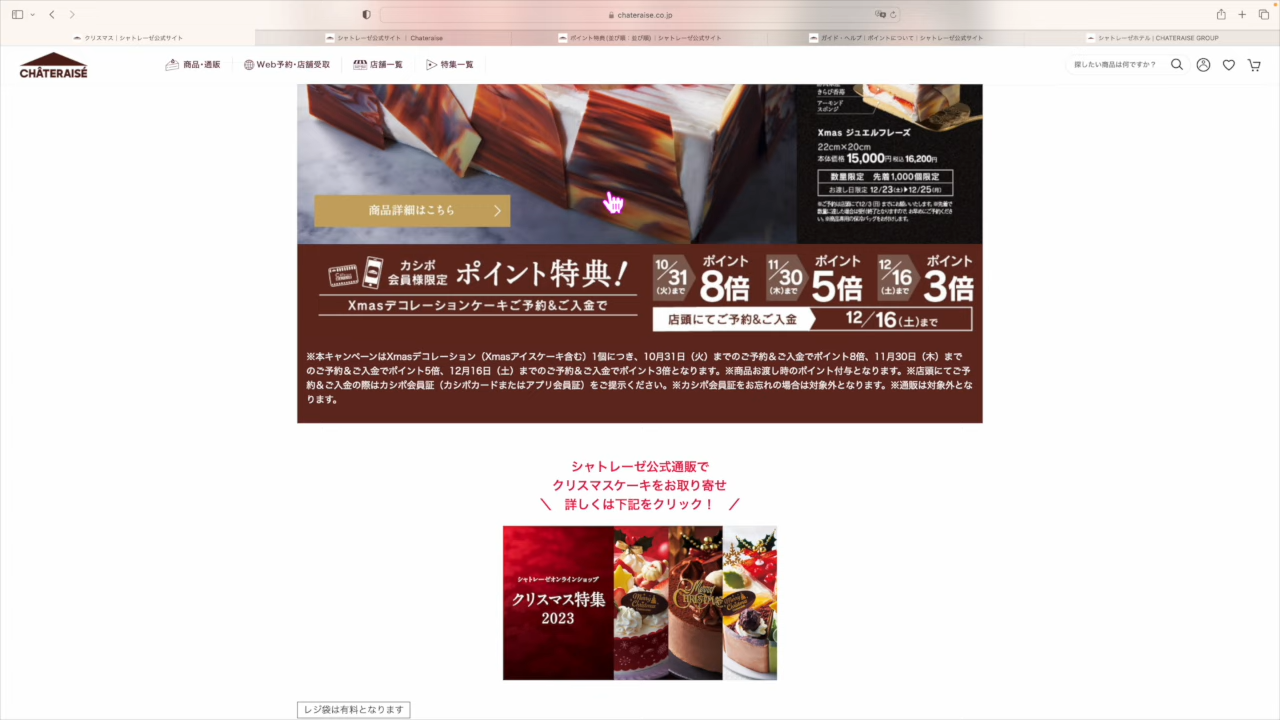 chateraise.co.jp
クリスマス｜シャトレーゼ公式サイト
シャトレーゼ公式サイト ｜ Chateraise
ポイント特典 (並び順：並び順) ｜シャトレーゼ公式サイト
ガイド・ヘルプ｜ポイントについて｜シャトレーゼ公式サイト
シャトレーゼホテル | CHATERAISE GROUP
CHÂTERAISÉ
商品・通販
Web予約・店舗受取
店舗一覧
特集一覧
探したい商品は何ですか？
きらぴ香苺
アーモンド
スポンジ
Xmas ジュエルフレーズ
22cm×20cm
本体価格 15,000円 税込 16,200円
数量限定 先着1,000個限定
お渡し日限定 12/23(土)▶12/25(月)
商品詳細はこちら
カシポ
会員様限定
ポイント特典！
Xmasデコレーションケーキご予約&ご入金で
10/31(火)まで
ポイント
8倍
11/30(木)まで
ポイント
5倍
12/16(土)まで
ポイント
3倍
店頭にてご予約&ご入金
12/16(土)まで
※本キャンペーンはXmasデコレーション（Xmasアイスケーキ含む）1個につき、10月31日（火）までのご予約＆ご入金でポイント8倍、11月30日（木）まで
のご予約＆ご入金でポイント5倍、12月16日（土）までのご予約＆ご入金でポイント3倍となります。※商品お渡し時のポイント付与となります。※店頭にてご予
約＆ご入金の際はカシポ会員証（カシポカードまたはアプリ会員証）をご提示ください。※カシポ会員証をお忘れの場合は対象外となります。※通販は対象外とな
ります。
シャトレーゼ公式通販で
クリスマスケーキをお取り寄せ
＼ 詳しくは下記をクリック！ ／
シャトレーゼオンラインショップ
クリスマス特集
2023
レジ袋は有料となります